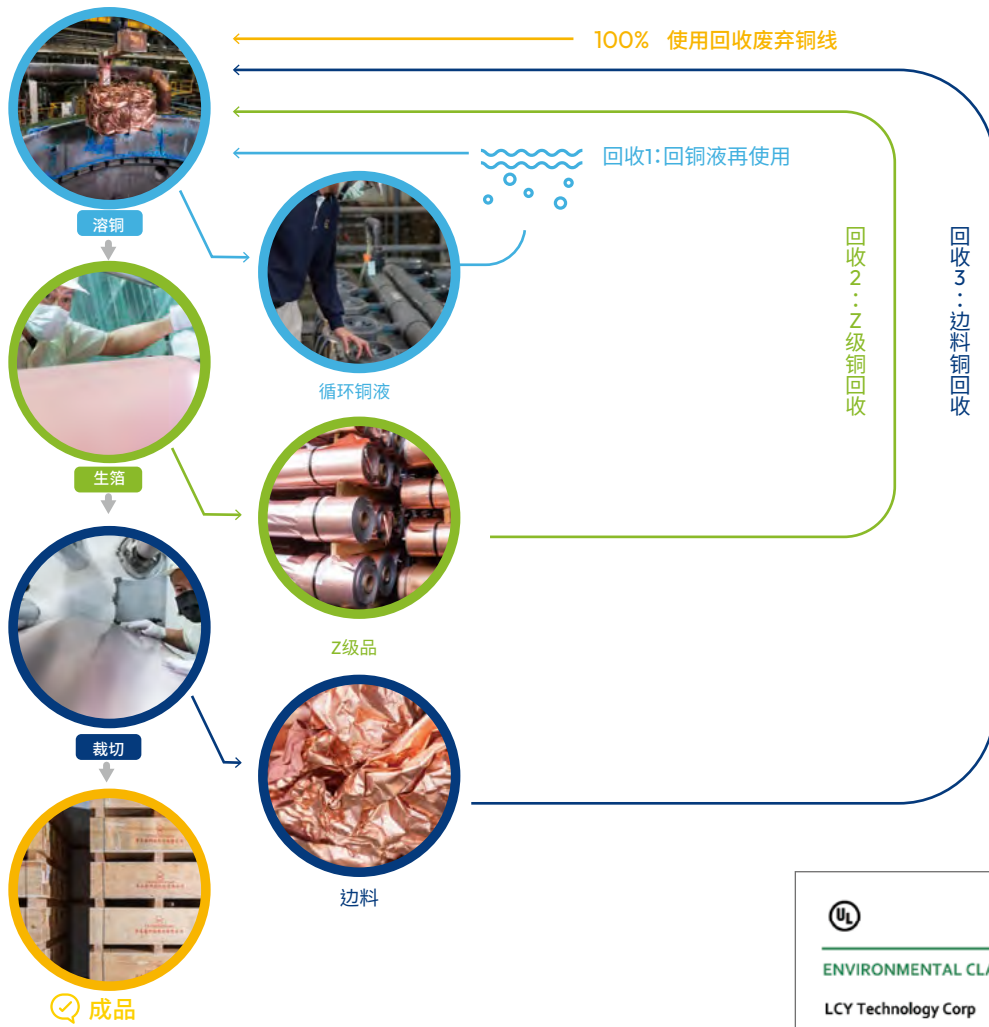 100% 使用回收废弃铜线
回收1:回铜液再使用
溶铜
循环铜液
回收2：Z级铜回收
回收3：边料铜回收
生箔
Z级品
裁切
边料
成品
UL
ENVIRONMENTAL CLA
LCY Technology Corp